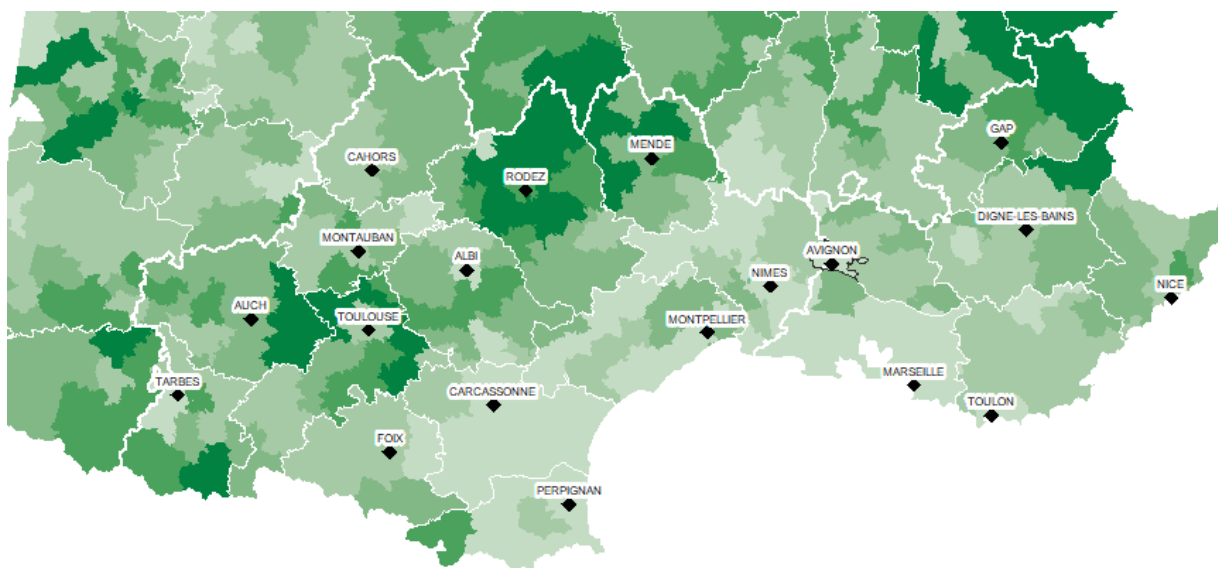 GAP
MENDE
CAHORS
RODEZ
DIGNE-LES-BAINS
MONTAUBAN
AVIGNON
ALBI
NIMES
NICE
AUCH
TOULOUSE
MONTPELLIER
MARSEILLE
TARBES
CARCASSONNE
TOULON
FOIX
PERPIGNAN